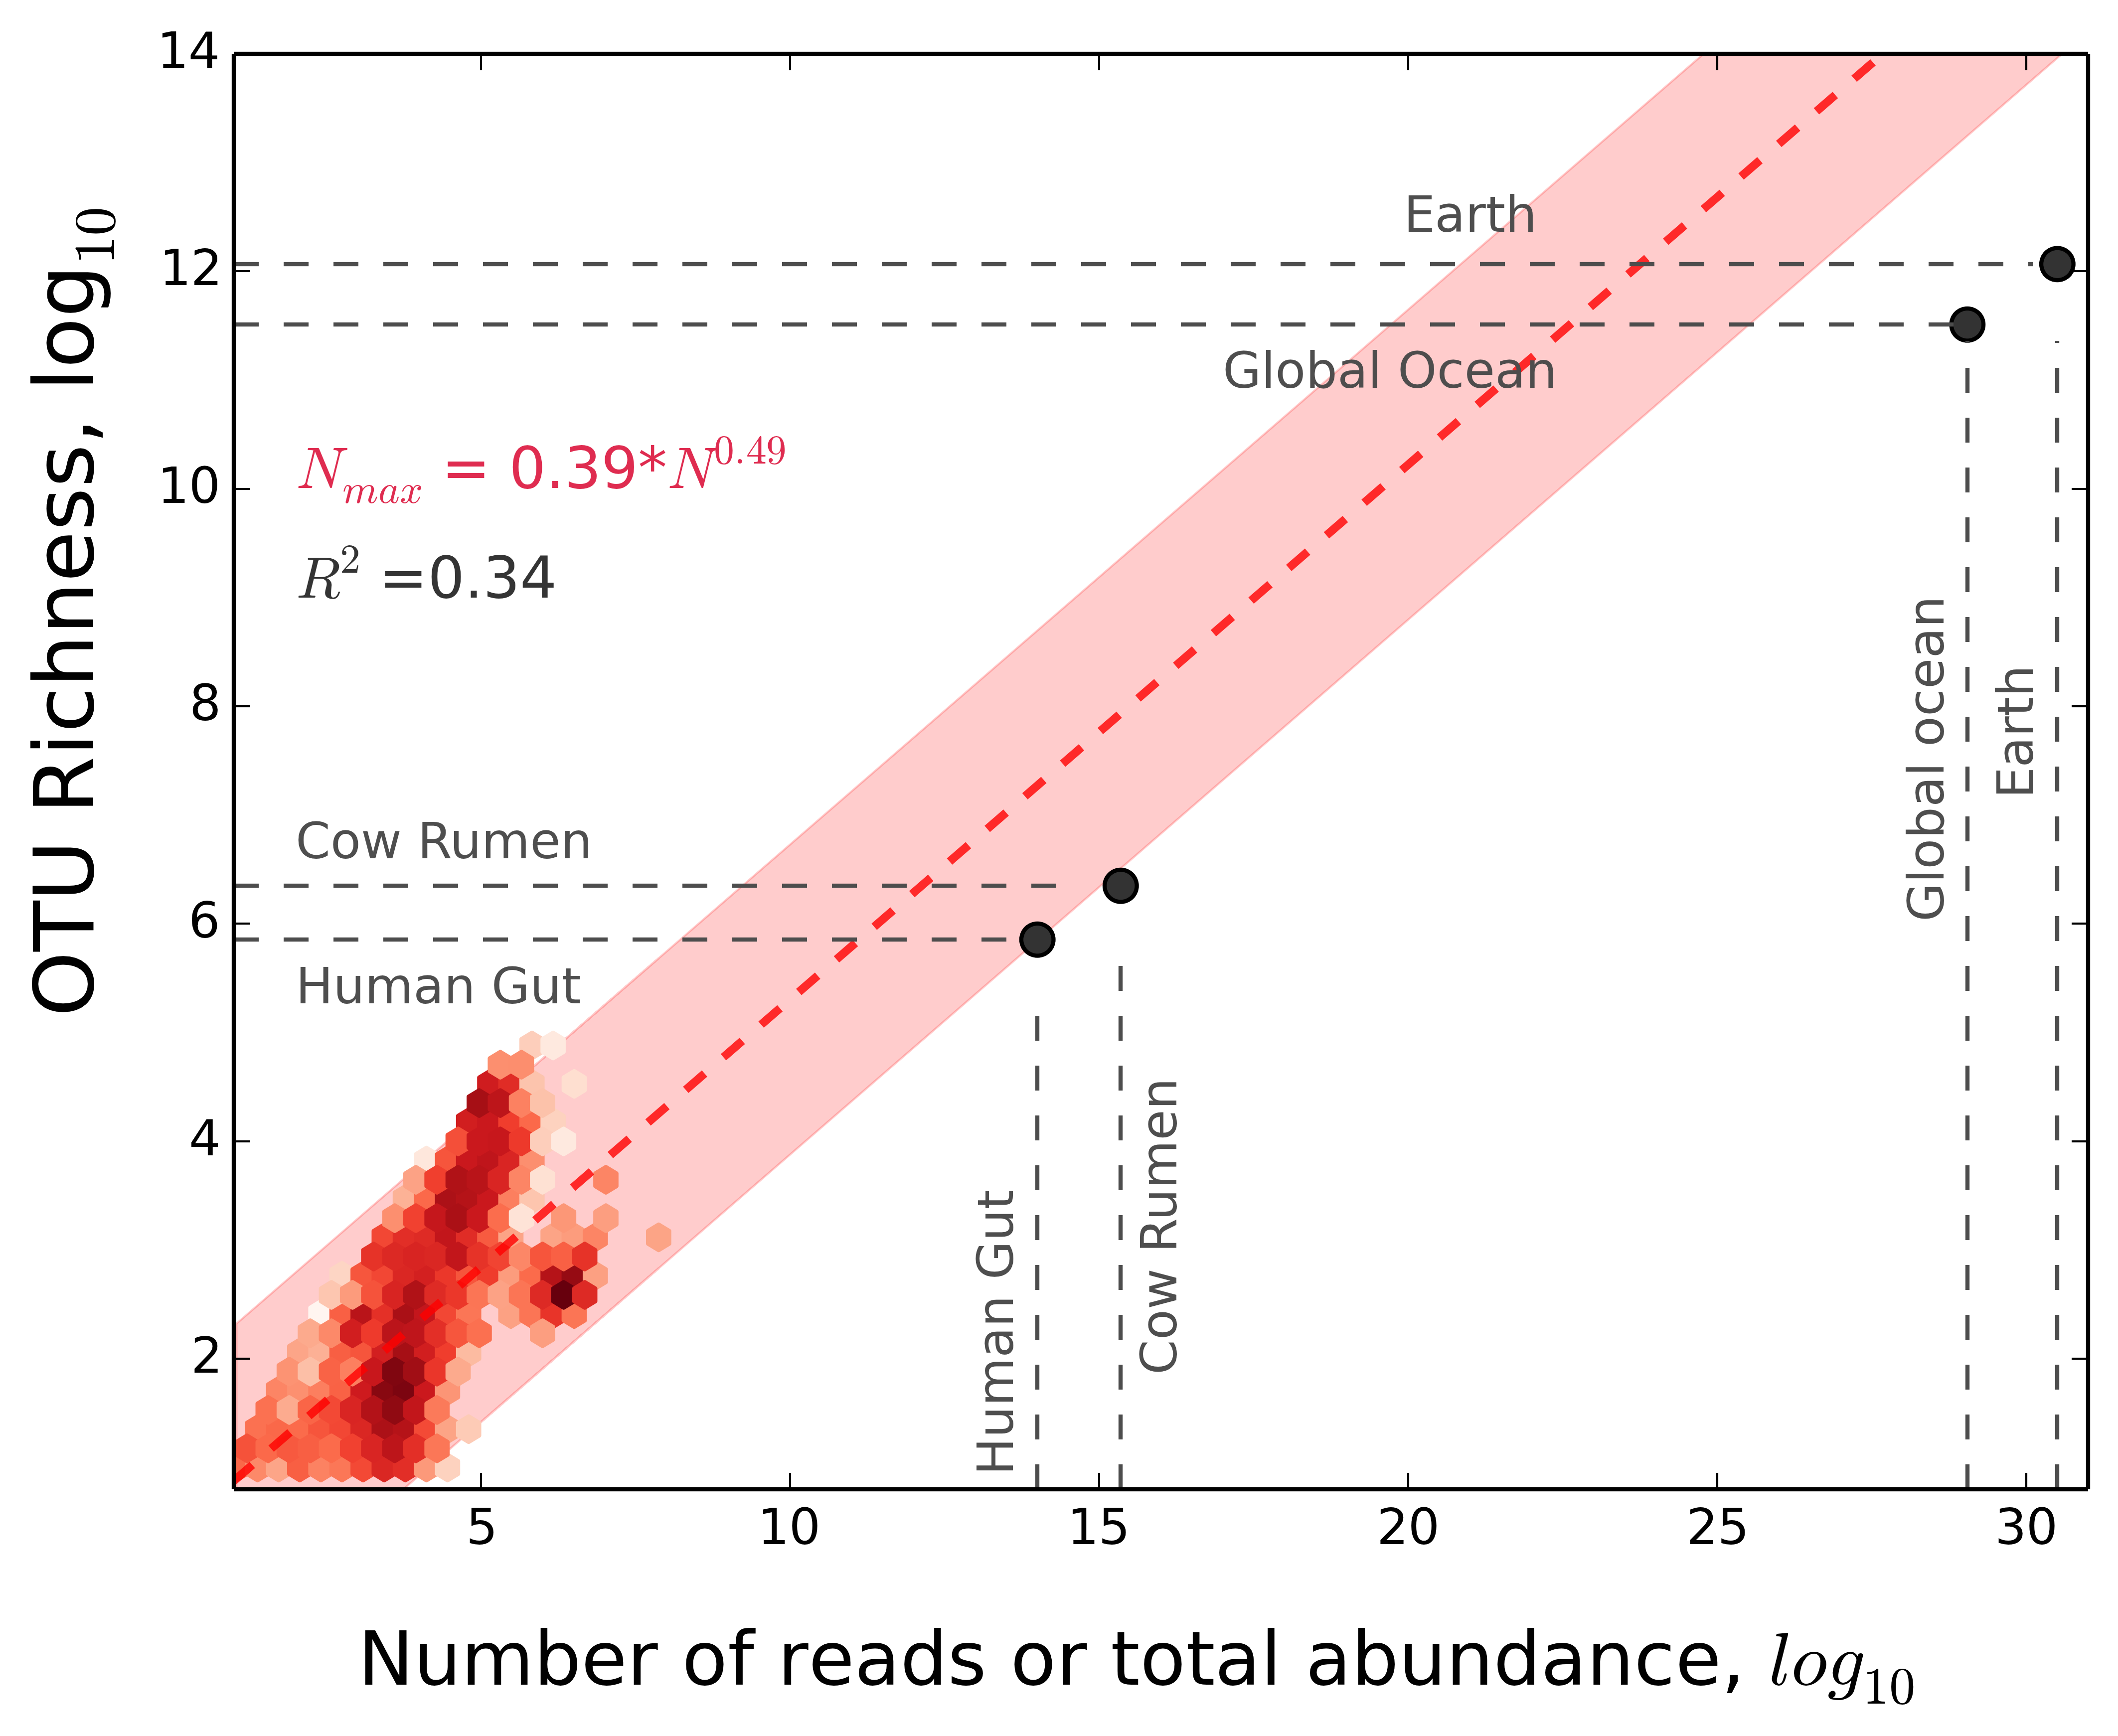 14
12
10
8
6
4
2
OTU Richness, log₁₀
Earth
Global Ocean
Nₘₐₓ = 0.39*N⁰·⁴⁹
R² =0.34
Cow Rumen
Human Gut
Human Gut
Cow Rumen
Global ocean
Earth
5 10 15 20 25 30
Number of reads or total abundance, log₁₀